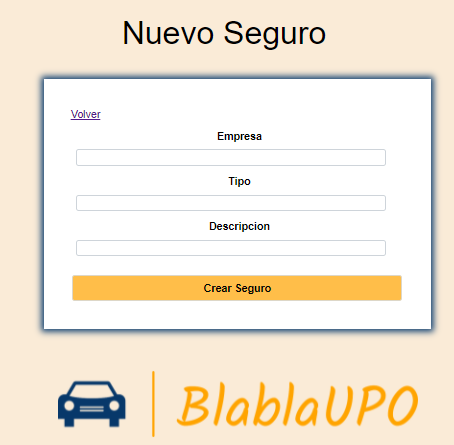 Nuevo Seguro
Volver
Empresa
Tipo
Descripcion
Crear Seguro
BlablaUPO